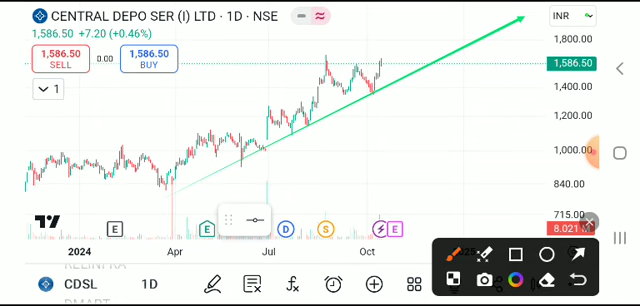 CENTRAL DEPO SER (I) LTD · 1D · NSE
INR
1,586.50 +7.20 (+0.46%)
1,586.50
SELL
0.00
1,586.50
BUY
1
1,800.00
1,586.50
1,400.00
1,200.00
1,000.00
840.00
715.00
8.021
E
E
D
S
E
2024
Apr
Jul
Oct
CDSL 1D